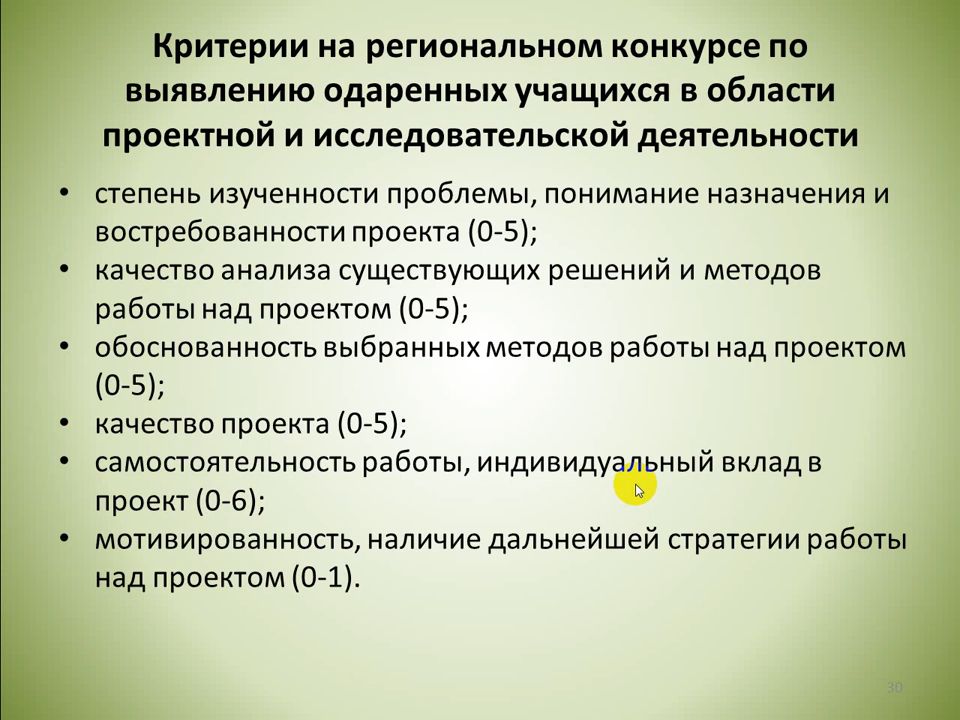 Критерии на региональном конкурсе по
выявлению одаренных учащихся в области
проектной и исследовательской деятельности
• степень изученности проблемы, понимание назначения и
востребованности проекта (0-5);
• качество анализа существующих решений и методов
работы над проектом (0-5);
• обоснованность выбранных методов работы над проектом
(0-5);
• качество проекта (0-5);
• самостоятельность работы, индивидуальный вклад в
проект (0-6);
• мотивированность, наличие дальнейшей стратегии работы
над проектом (0-1).
30